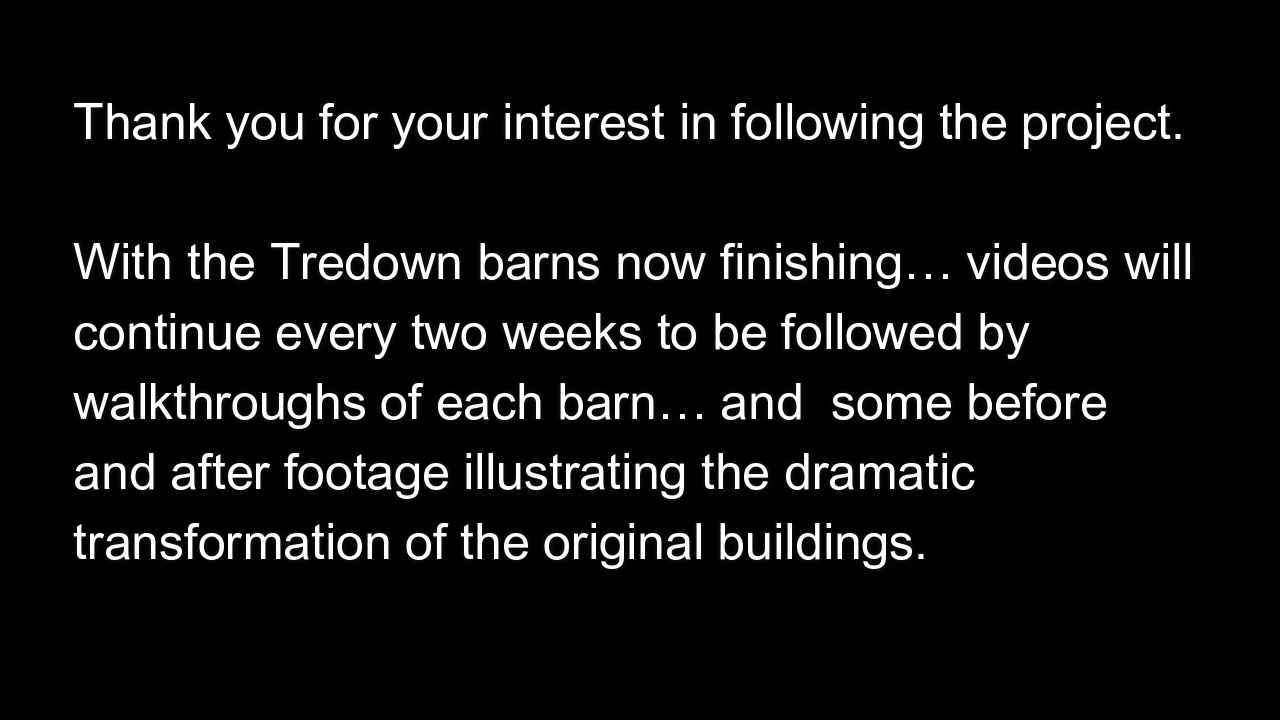 Thank you for your interest in following the project.
With the Tredown barns now finishing… videos will
continue every two weeks to be followed by
walkthroughs of each barn… and  some before
and after footage illustrating the dramatic
transformation of the original buildings.